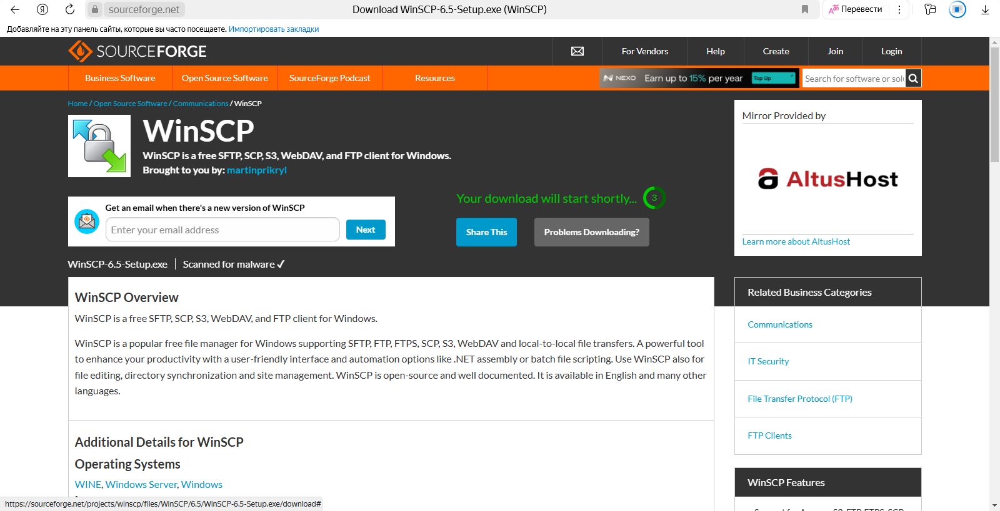 sourceforge.net
Download WinSCP-6.5-Setup.exe (WinSCP)
Перевести
Добавляйте на эту панель сайты, которые вы часто посещаете. Импортировать закладки
SOURCEFORGE
For Vendors
Help
Create
Join
Login
Business Software
Open Source Software
SourceForge Podcast
Resources
NEXO
Earn up to 15% per year
Top Up
Search for software or solu
Home / Open Source Software / Communications / WinSCP
WinSCP
WinSCP is a free SFTP, SCP, S3, WebDAV, and FTP client for Windows.
Brought to you by: martinprikryl
Mirror Provided by
AltusHost
Learn more about AltusHost
Your download will start shortly... 3
Get an email when there's a new version of WinSCP
Enter your email address
Next
Share This
Problems Downloading?
WinSCP-6.5-Setup.exe
Scanned for malware ✓
WinSCP Overview
WinSCP is a free SFTP, SCP, S3, WebDAV, and FTP client for Windows.
WinSCP is a popular free file manager for Windows supporting SFTP, FTP, FTPS, SCP, S3, WebDAV and local-to-local file transfers. A powerful tool
to enhance your productivity with a user-friendly interface and automation options like .NET assembly or batch file scripting. Use WinSCP also for
file editing, directory synchronization and site management. WinSCP is open-source and well documented. It is available in English and many other
languages.
Additional Details for WinSCP
Operating Systems
WINE, Windows Server, Windows
Related Business Categories
Communications
IT Security
File Transfer Protocol (FTP)
FTP Clients
WinSCP Features
https://sourceforge.net/projects/winscp/files/WinSCP/6.5/WinSCP-6.5-Setup.exe/download#